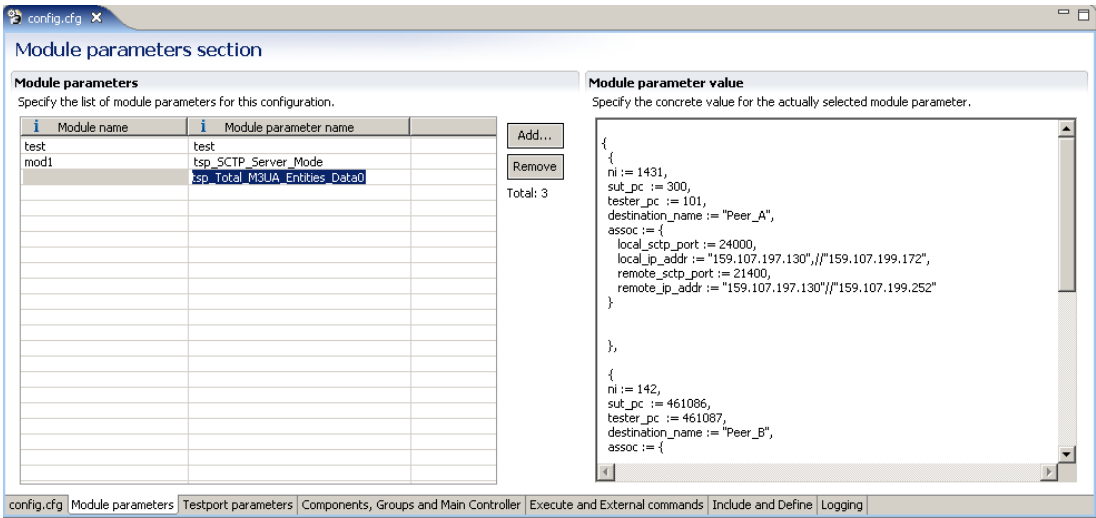 config.cfg
Module parameters section
Module parameters
Specify the list of module parameters for this configuration.
i Module name i Module parameter name
test test
mod1 tsp_SCTP_Server_Mode
tsp_Total_M3UA_Entities_Data0
Add...
Remove
Total: 3
Module parameter value
Specify the concrete value for the actually selected module parameter.
{
{
ni := 1431,
sut_pc := 300,
tester_pc := 101,
destination_name := "Peer_A",
assoc := {
local_sctp_port := 24000,
local_ip_addr := "159.107.197.130",//"159.107.199.172",
remote_sctp_port := 21400,
remote_ip_addr := "159.107.197.130"//"159.107.199.252"
}
},
{
ni := 142,
sut_pc := 461086,
tester_pc := 461087,
destination_name := "Peer_B",
assoc := {
config.cfg Module parameters Testport parameters Components, Groups and Main Controller Execute and External commands Include and Define Logging